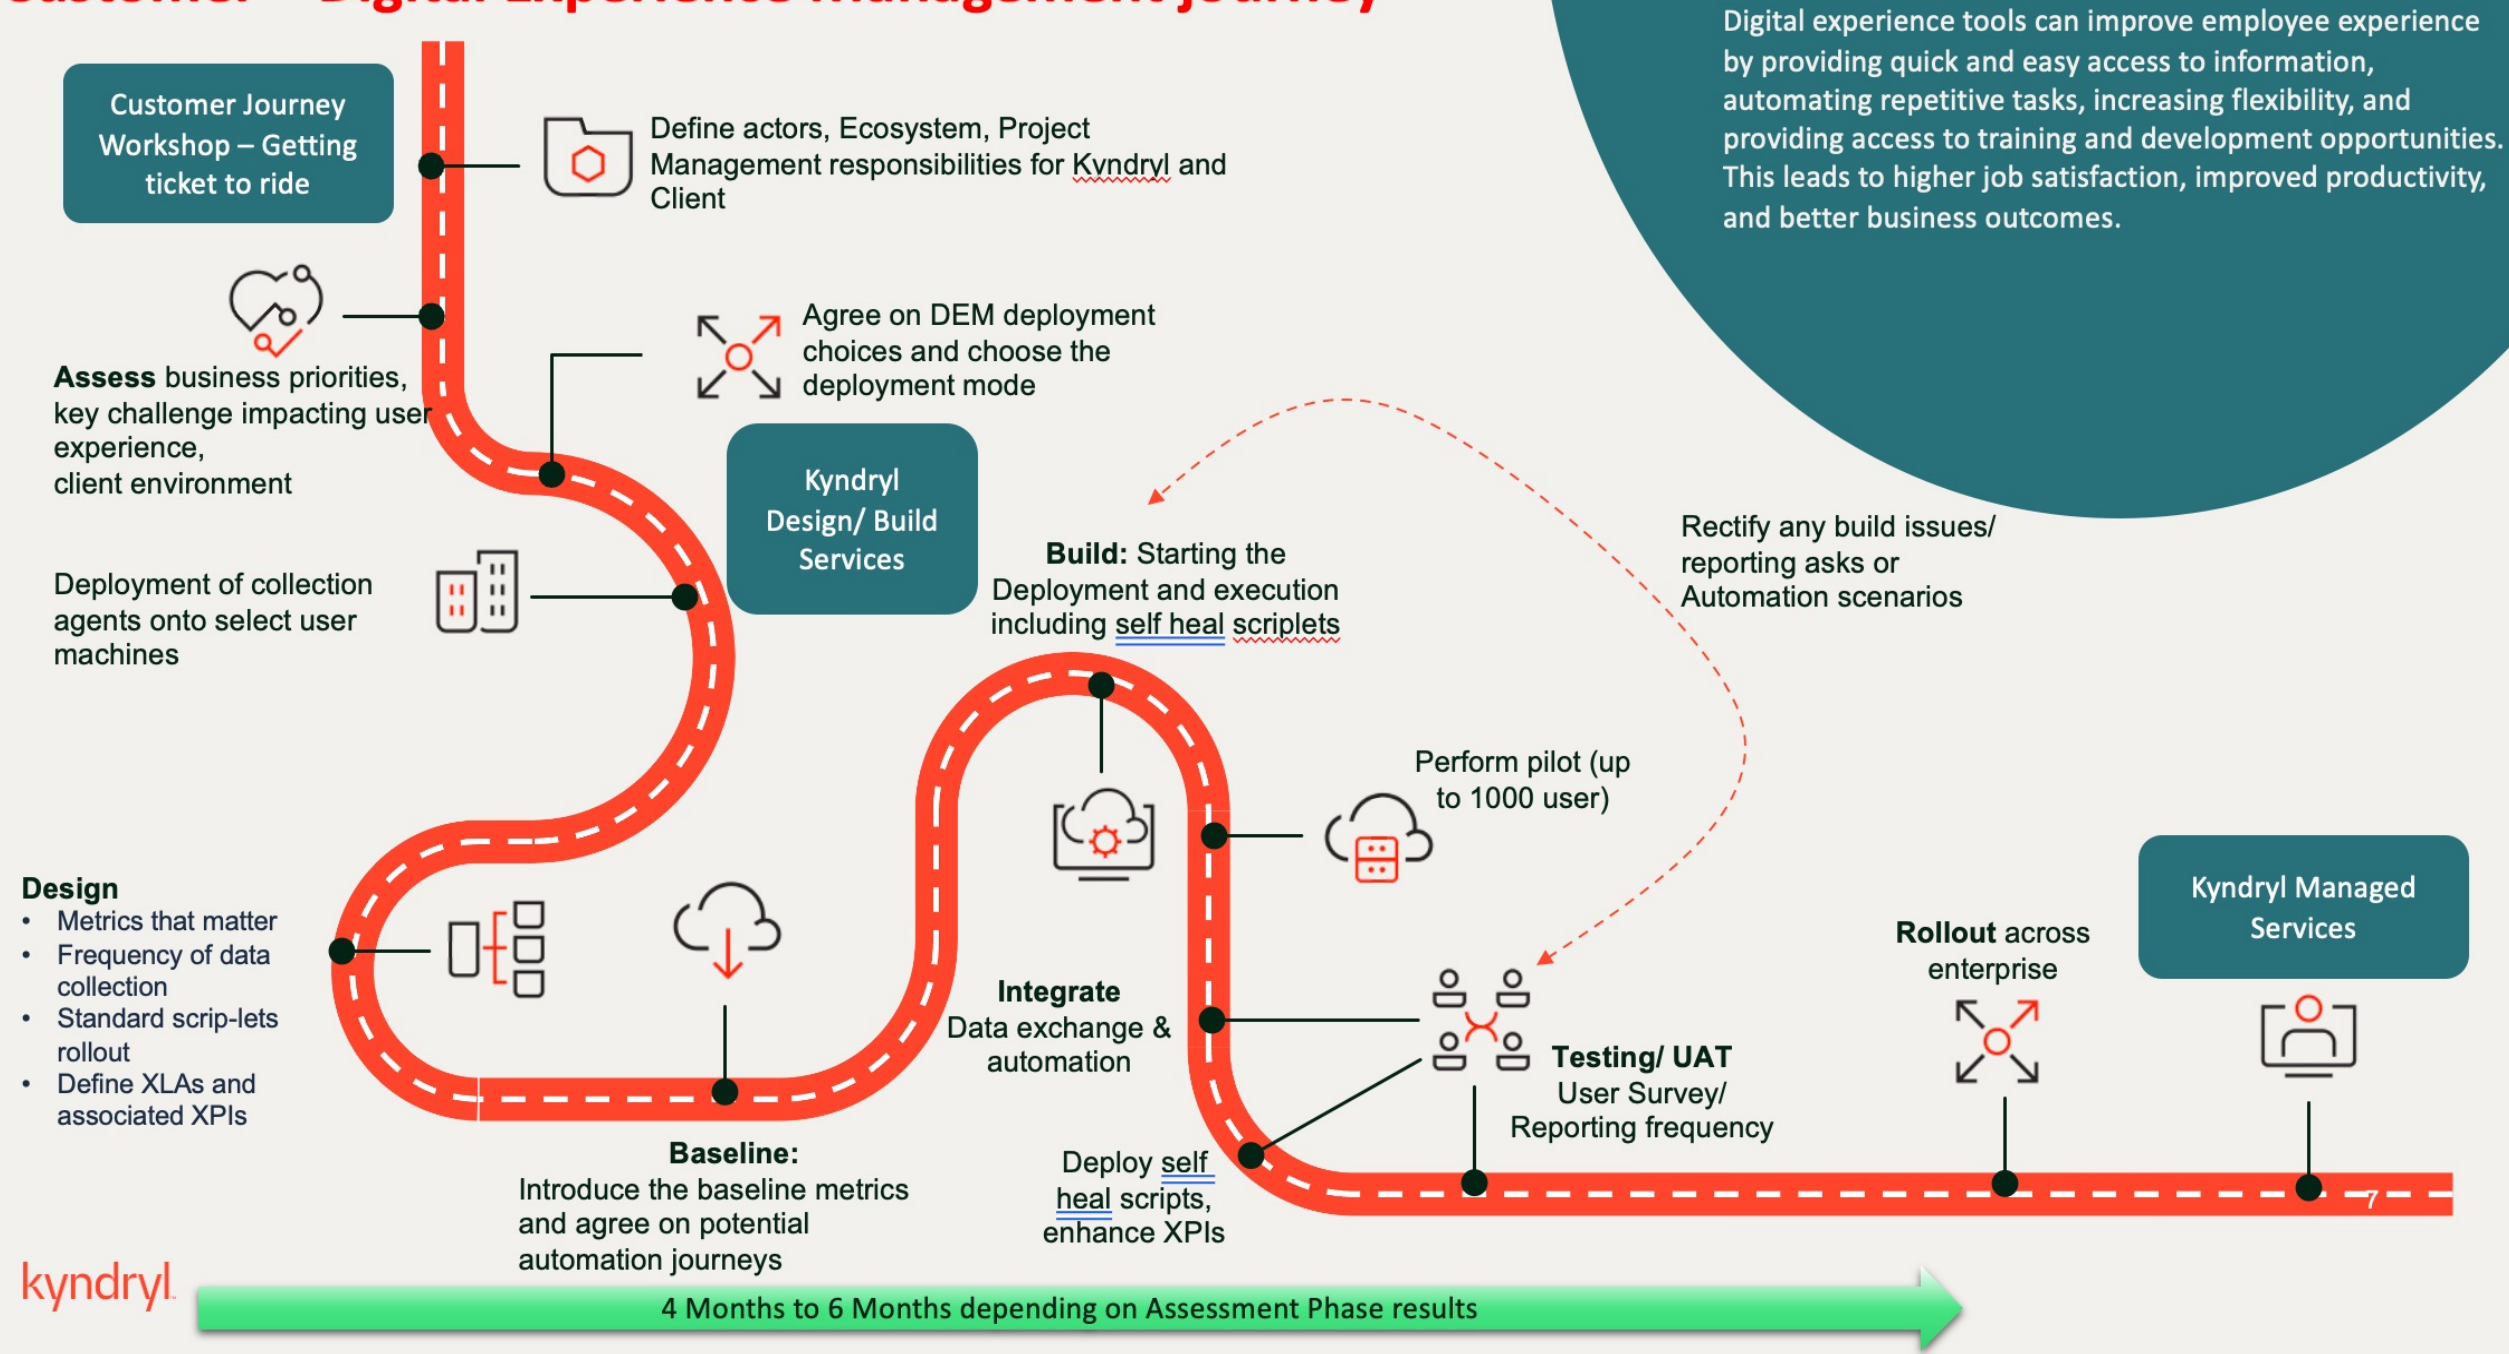 Customer – Digital Experience Management journey
Digital experience tools can improve employee experience
by providing quick and easy access to information,
automating repetitive tasks, increasing flexibility, and
providing access to training and development opportunities.
This leads to higher job satisfaction, improved productivity,
and better business outcomes.
Customer Journey
Workshop – Getting
ticket to ride
Define actors, Ecosystem, Project
Management responsibilities for Kyndryl and
Client
Assess business priorities,
key challenge impacting user
experience,
client environment
Agree on DEM deployment
choices and choose the
deployment mode
Kyndryl
Design/ Build
Services
Deployment of collection
agents onto select user
machines
Build: Starting the
Deployment and execution
including self heal scriplets
Rectify any build issues/
reporting asks or
Automation scenarios
Perform pilot (up
to 1000 user)
Design
• Metrics that matter
• Frequency of data
collection
• Standard scrip-lets
rollout
• Define XLAs and
associated XPIs
Baseline:
Introduce the baseline metrics
and agree on potential
automation journeys
Integrate
Data exchange &
automation
Deploy self
heal scripts,
enhance XPIs
Testing/ UAT
User Survey/
Reporting frequency
Rollout across
enterprise
Kyndryl Managed
Services
7
kyndryl
4 Months to 6 Months depending on Assessment Phase results